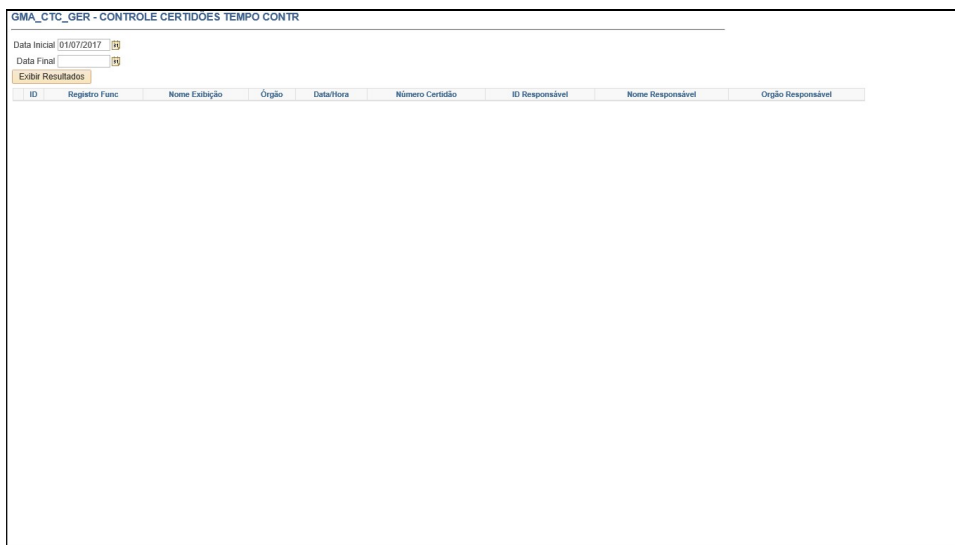 GMA_CTC_GER - CONTROLE CERTIDÕES TEMPO CONTR
Data Inicial 01/07/2017
Data Final
Exibir Resultados
ID Registro Func Nome Exibição Órgão Data/Hora Número Certidão ID Responsável Nome Responsável Orgão Responsável